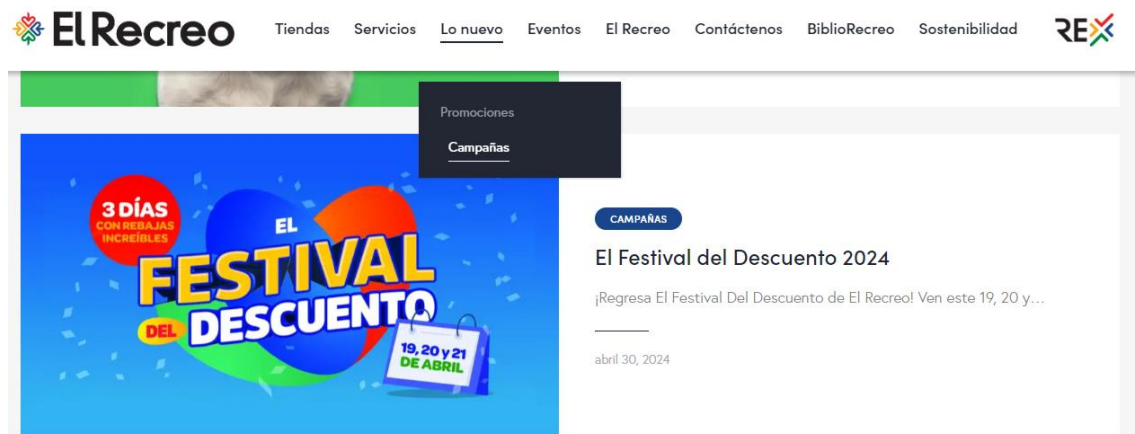 El Recreo
Tiendas Servicios Lo nuevo Eventos El Recreo Contáctenos BiblioRecreo Sostenibilidad
REX
Promociones
Campañas
3 DÍAS
CON REBAJAS
INCREÍBLES
EL
FESTIVAL
DEL DESCUENTO
19, 20 y 21
DE ABRIL
CAMPAÑAS
El Festival del Descuento 2024
¡Regresa El Festival Del Descuento de El Recreo! Ven este 19, 20 y...
abril 30, 2024